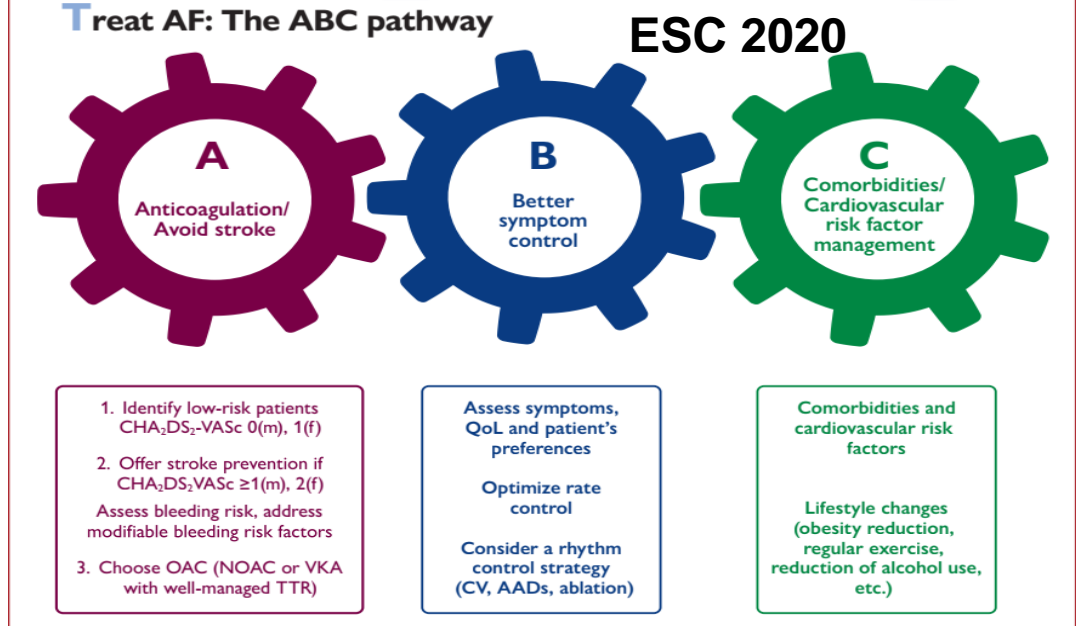 Treat AF: The ABC pathway
ESC 2020
A
Anticoagulation/
Avoid stroke
B
Better
symptom
control
C
Comorbidities/
Cardiovascular
risk factor
management
1. Identify low-risk patients
CHA₂DS₂-VASc 0(m), 1(f)
2. Offer stroke prevention if
CHA₂DS₂VASc ≥1(m), 2(f)
Assess bleeding risk, address
modifiable bleeding risk factors
3. Choose OAC (NOAC or VKA
with well-managed TTR)
Assess symptoms,
QoL and patient's
preferences
Optimize rate
control
Consider a rhythm
control strategy
(CV, AADs, ablation)
Comorbidities and
cardiovascular risk
factors
Lifestyle changes
(obesity reduction,
regular exercise,
reduction of alcohol use,
etc.)